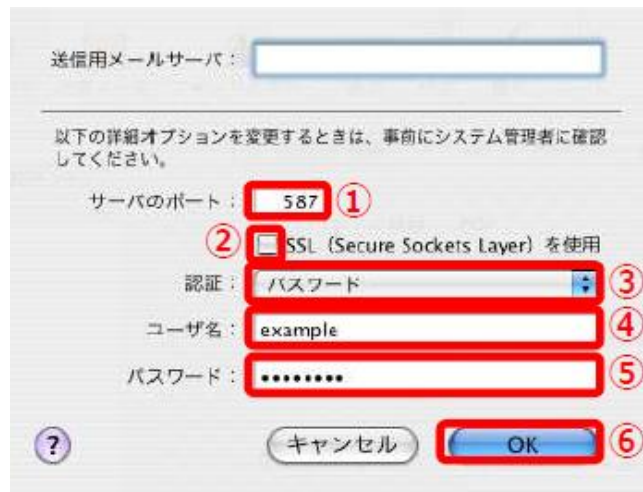 送信用メールサーバ：
以下の詳細オプションを変更するときは、事前にシステム管理者に確認
してください。
サーバのポート： 587 ①
② SSL（Secure Sockets Layer）を使用
認証： パスワード ③
ユーザ名： example ④
パスワード： •••••••• ⑤
? キャンセル OK ⑥